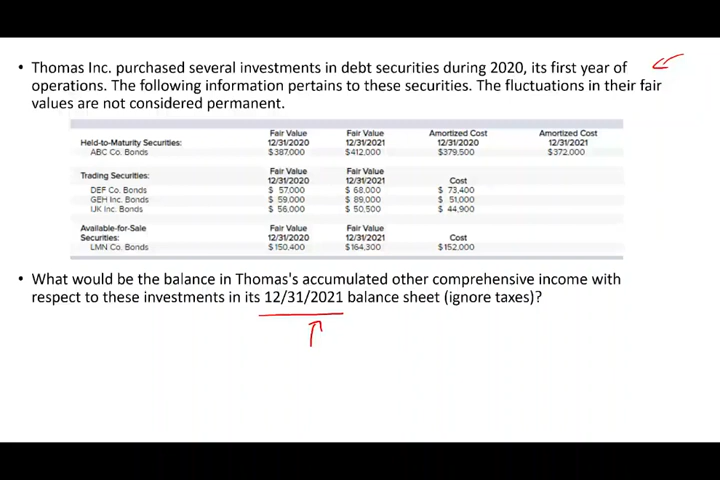 • Thomas Inc. purchased several investments in debt securities during 2020, its first year of
operations. The following information pertains to these securities. The fluctuations in their fair
values are not considered permanent.
Held-to-Maturity Securities: Fair Value 12/31/2020 Fair Value 12/31/2021 Amortized Cost 12/31/2020 Amortized Cost 12/31/2021
ABC Co. Bonds $387,000 $412,000 $379,500 $372,000
Trading Securities: Fair Value 12/31/2020 Fair Value 12/31/2021 Cost
DEF Co. Bonds $ 57,000 $ 68,000 $ 73,400
GEH Inc. Bonds $ 59,000 $ 89,000 $ 51,000
IJK Inc. Bonds $ 56,000 $ 50,500 $ 44,900
Available-for-Sale Securities: Fair Value 12/31/2020 Fair Value 12/31/2021 Cost
LMN Co. Bonds $150,400 $164,300 $152,000
• What would be the balance in Thomas's accumulated other comprehensive income with
respect to these investments in its 12/31/2021 balance sheet (ignore taxes)?